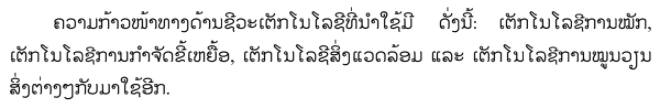 ຄວາມກ້າວໜ້າທາງດ້ານຊີວະເຕັກໂນໂລຊີທີ່ນຳໃຊ້ມີ ດັ່ງນີ້: ເຕັກໂນໂລຊີການໝັກ,
ເຕັກໂນໂລຊີການກຳຈັດຂີ້ເຫຍື້ອ, ເຕັກໂນໂລຊີສິ່ງແວດລ້ອມ ແລະ ເຕັກໂນໂລຊີການໝູນວຽນ
ສິ່ງຕ່າງໆກັບມາໃຊ້ອີກ.